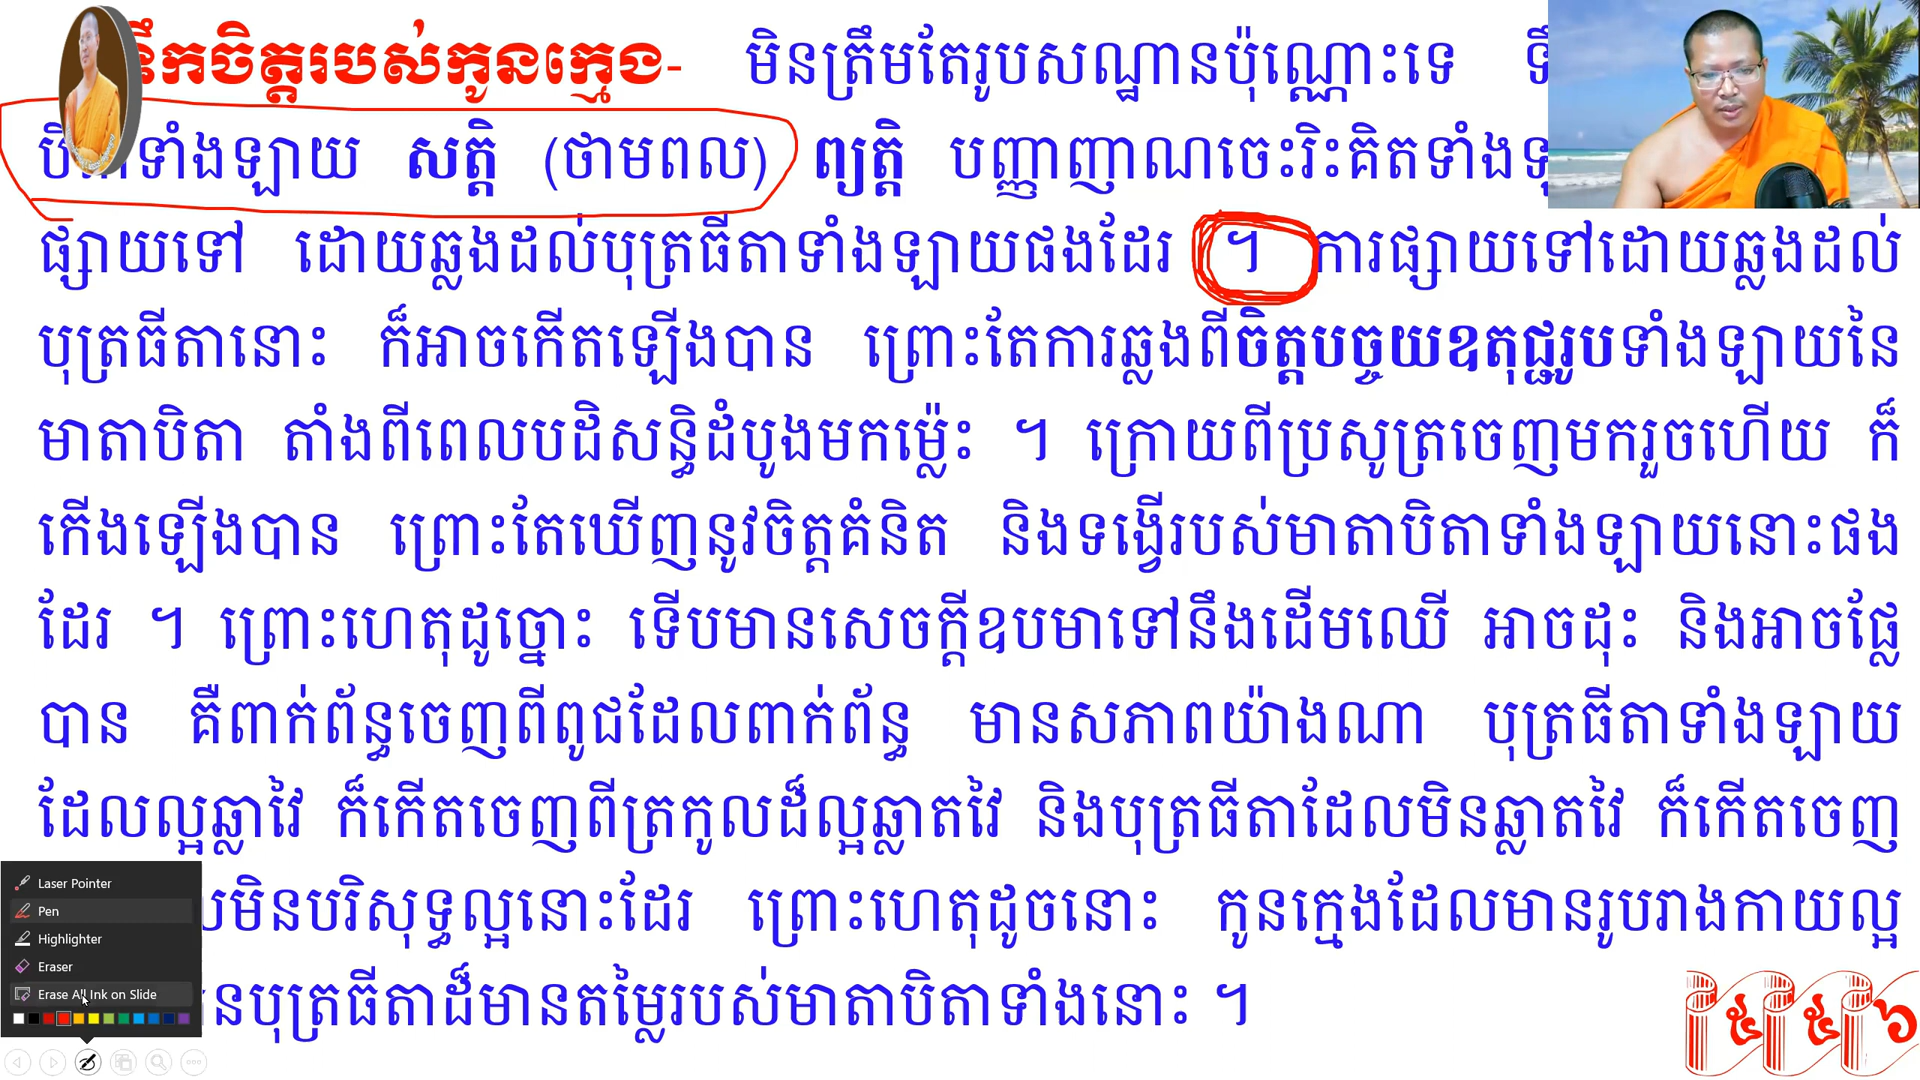 នឹកចិត្តរបស់កូនក្មេង- មិនត្រឹមតែរូបសណ្ឋានប៉ុណ្ណោះទេ
ទាំងឡាយ សត្តិ (ថាមពល) ព្យត្តិ បញ្ញាញាណចេះរិះគិតទាំង
ផ្សាយទៅ ដោយឆ្លងដល់បុត្រធីតាទាំងឡាយផងដែរ ។ ការផ្សាយទៅដោយឆ្លងដល់
បុត្រធីតានោះ ក៏អាចកើតឡើងបាន ព្រោះតែការឆ្លងពីចិត្តបច្ចយឧតុជ្ជរូបទាំងឡាយនៃ
មាតាបិតា តាំងពីពេលបដិសន្ធិដំបូងមកម៉្លេះ ។ ក្រោយពីប្រសូត្រចេញមករួចហើយ ក៏
កើងឡើងបាន ព្រោះតែឃើញនូវចិត្តគំនិត និងទង្វើរបស់មាតាបិតាទាំងឡាយនោះផង
ដែរ ។ ព្រោះហេតុដូច្នោះ ទើបមានសេចក្តីឧបមាទៅនឹងដើមឈើ អាចដុះ និងអាចផ្លែ
បាន គឺពាក់ព័ន្ធចេញពីពូជដែលពាក់ព័ន្ធ មានសភាពយ៉ាងណា បុត្រធីតាទាំងឡាយ
ដែលល្អឆ្លាវៃ ក៏កើតចេញពីត្រកូលដ៏ល្អឆ្លាតវៃ និងបុត្រធីតាដែលមិនឆ្លាតវៃ ក៏កើតចេញ
មិនបរិសុទ្ធល្អនោះដែរ ព្រោះហេតុដូចនោះ កូនក្មេងដែលមានរូបរាងកាយល្អ
បុត្រធីតាដ៏មានតម្លៃរបស់មាតាបិតាទាំងនោះ ។
Laser Pointer
Pen
Highlighter
Eraser
Erase All Ink on Slide
៥៥៦